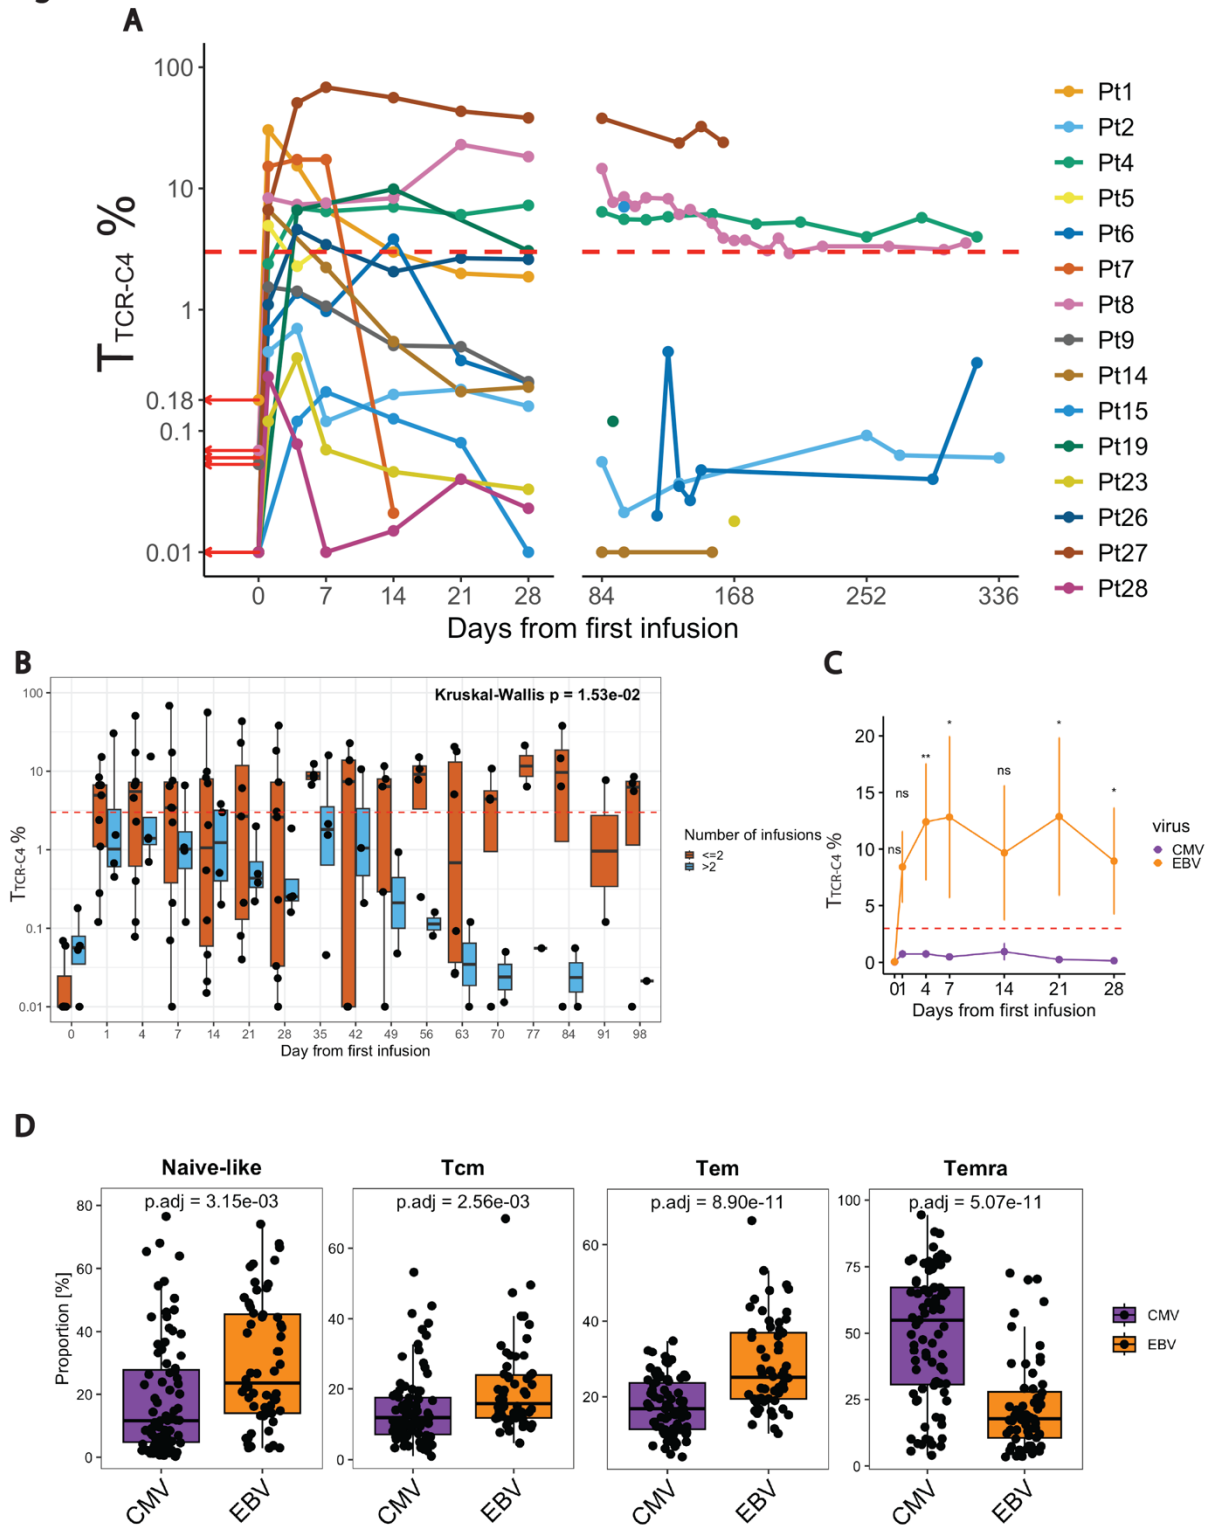 A
T TCR-C4 %
100
10
1
0.18
0.1
0.01
0 7 14 21 28 84 168 252 336
Days from first infusion
Pt1
Pt2
Pt4
Pt5
Pt6
Pt7
Pt8
Pt9
Pt14
Pt15
Pt19
Pt23
Pt26
Pt27
Pt28
B
Kruskal-Wallis p = 1.53e-02
TTCR-C4 %
100
10
1
0.1
0.01
0 1 4 7 14 21 28 35 42 49 56 63 70 77 84 91 98
Day from first infusion
Number of infusions
<=2
>2
C
TTCR-C4 %
20
15
10
5
0
ns ns ** * ns * *
01 4 7 14 21 28
Days from first infusion
virus
CMV
EBV
D
Proportion [%]
Naive-like
p.adj = 3.15e-03
80
60
40
20
0
CMV EBV
Tcm
p.adj = 2.56e-03
60
40
20
0
CMV EBV
Tem
p.adj = 8.90e-11
60
40
20
CMV EBV
Temra
p.adj = 5.07e-11
100
75
50
25
0
CMV EBV
CMV
EBV